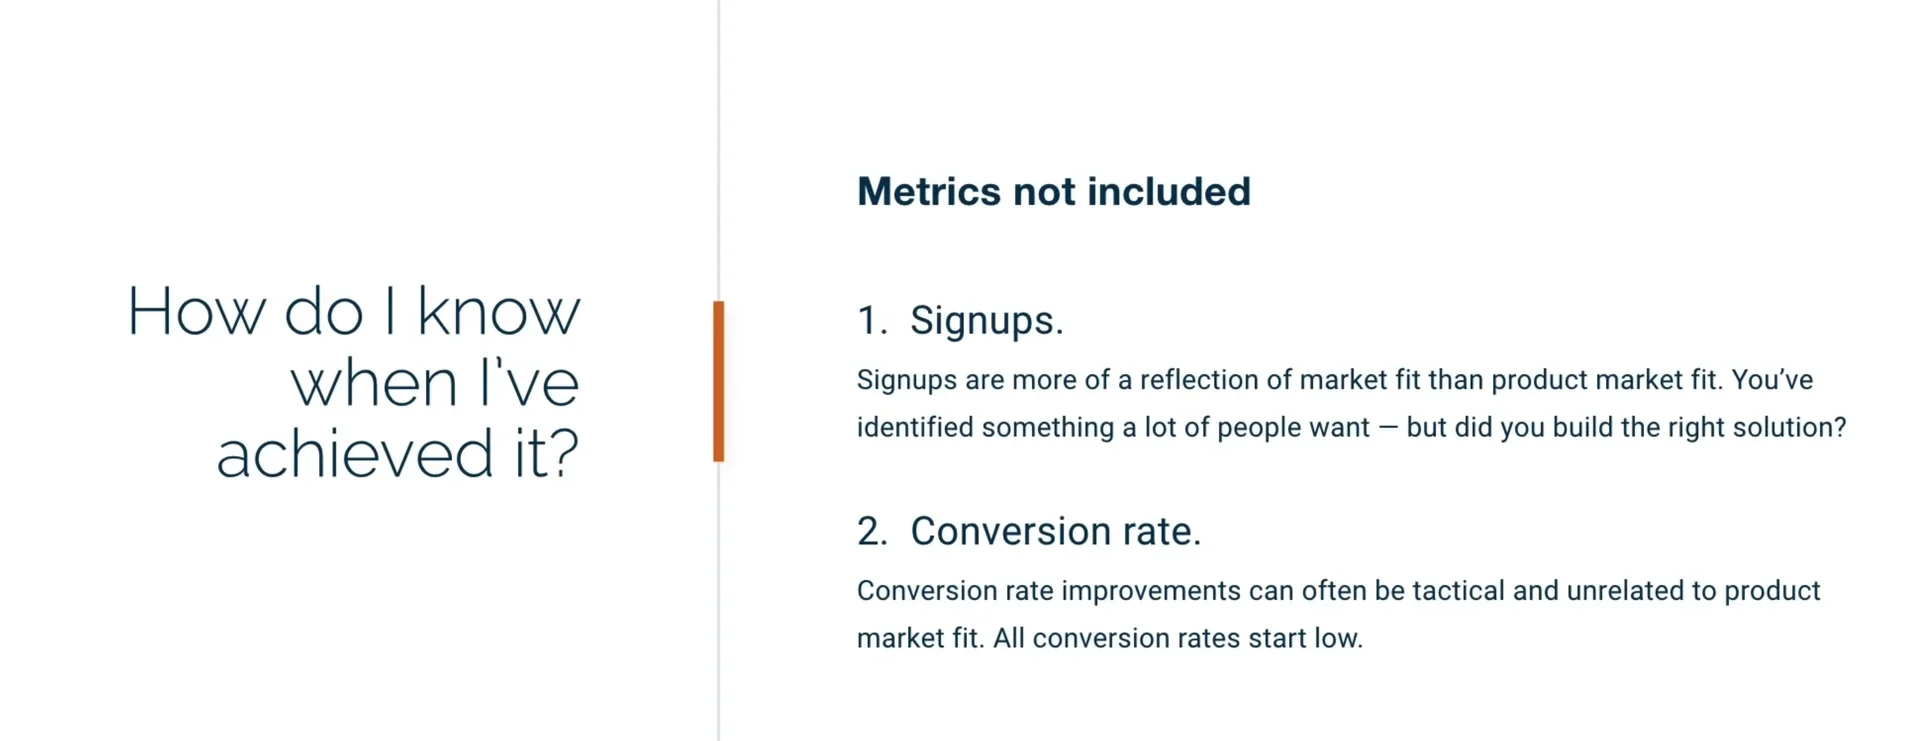 How do I know
when I've
achieved it?
Metrics not included
1. Signups.
Signups are more of a reflection of market fit than product market fit. You’ve
identified something a lot of people want — but did you build the right solution?
2. Conversion rate.
Conversion rate improvements can often be tactical and unrelated to product
market fit. All conversion rates start low.